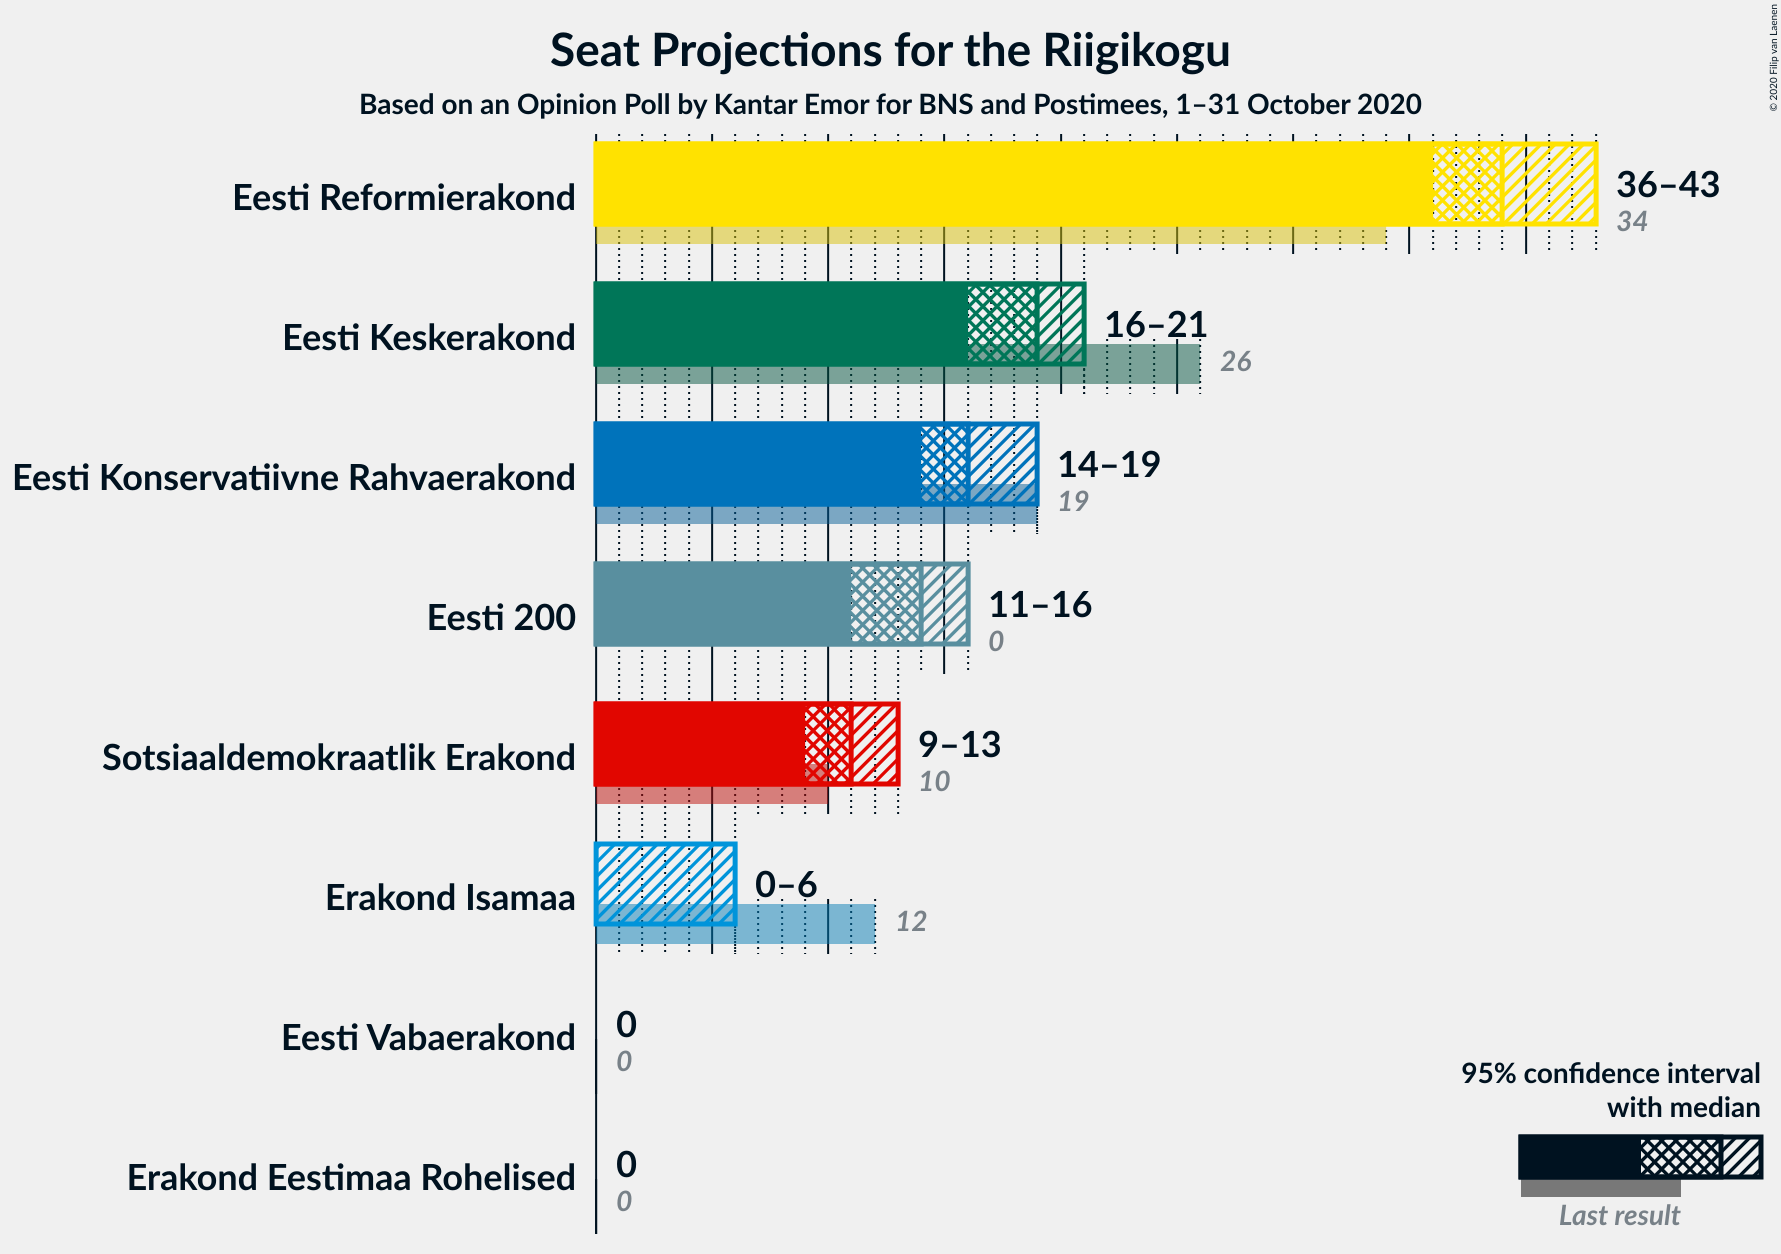 Seat Projections for the Riigikogu
Based on an Opinion Poll by Kantar Emor for BNS and Postimees, 1–31 October 2020
© 2020 Filip van Laenen
Eesti Reformierakond
36–43
34
Eesti Keskerakond
16–21
26
Eesti Konservatiivne Rahvaerakond
14–19
19
Eesti 200
11–16
0
Sotsiaaldemokraatlik Erakond
9–13
10
Erakond Isamaa
0–6
12
Eesti Vabaerakond
0
0
Erakond Eestimaa Rohelised
0
0
95% confidence interval
with median
Last result